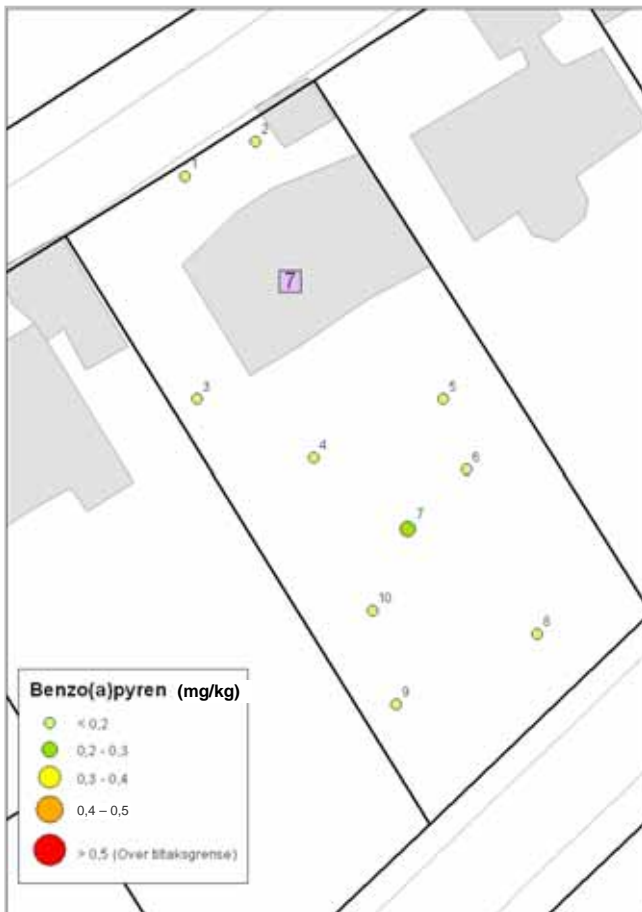 2
1
7
3
5
4
6
7
10
8
9
Benzo(a)pyren (mg/kg)
< 0,2
0,2 - 0,3
0,3 - 0,4
0,4 – 0,5
> 0,5 (Over tiltaksgrense)